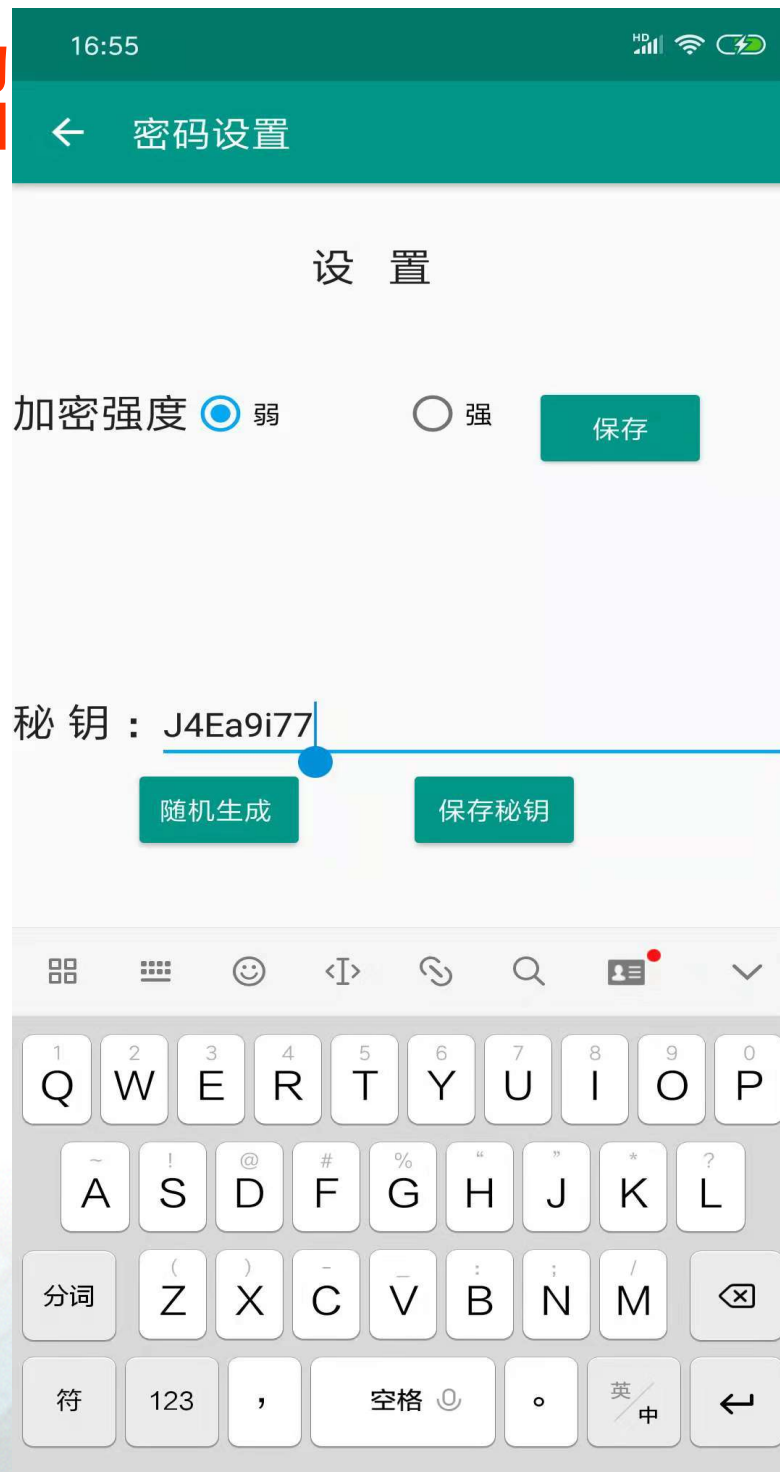 16:55 HD
密码设置
设 置
加密强度 弱 强 保存
秘 钥 : J4Ea9i77
随机生成 保存秘钥
1 2 3 4 5 6 7 8 9 0
Q W E R T Y U I O P
~ ! @ # % “ ” * ?
A S D F G H J K L
( ) - _ : ; /
分词 Z X C V B N M
符 123 , 空格 。 英/中